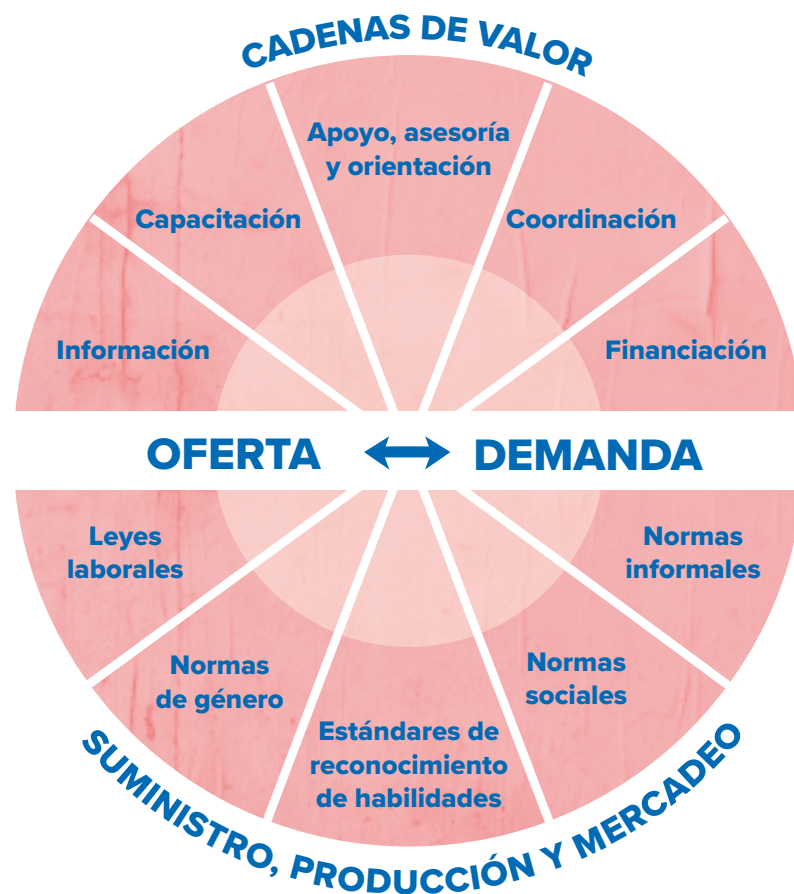 CADENAS DE VALOR
Apoyo, asesoría
y orientación
Capacitación
Coordinación
Información
Financiación
OFERTA
DEMANDA
Leyes
laborales
Normas
informales
Normas
de género
Normas
sociales
Estándares de
reconocimiento
de habilidades
SUMINISTRO, PRODUCCIÓN Y MERCADEO